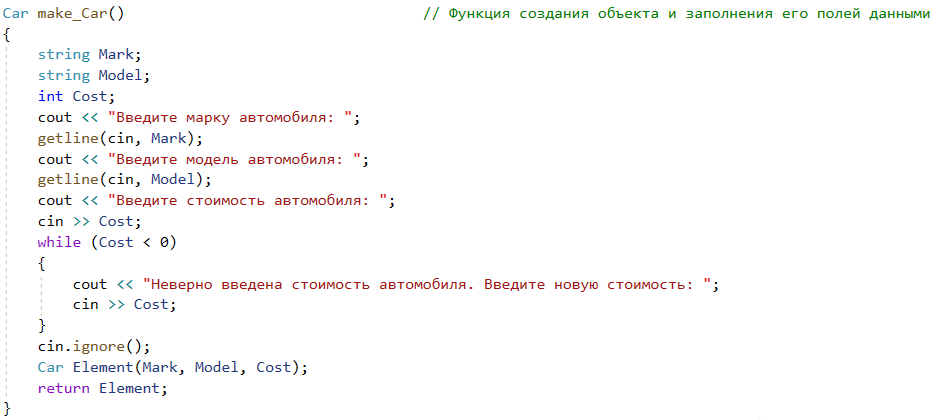 Car make_Car() // Функция создания объекта и заполнения его полей данными
{
string Mark;
string Model;
int Cost;
cout << "Введите марку автомобиля: ";
getline(cin, Mark);
cout << "Введите модель автомобиля: ";
getline(cin, Model);
cout << "Введите стоимость автомобиля: ";
cin >> Cost;
while (Cost < 0)
{
cout << "Неверно введена стоимость автомобиля. Введите новую стоимость: ";
cin >> Cost;
}
cin.ignore();
Car Element(Mark, Model, Cost);
return Element;
}